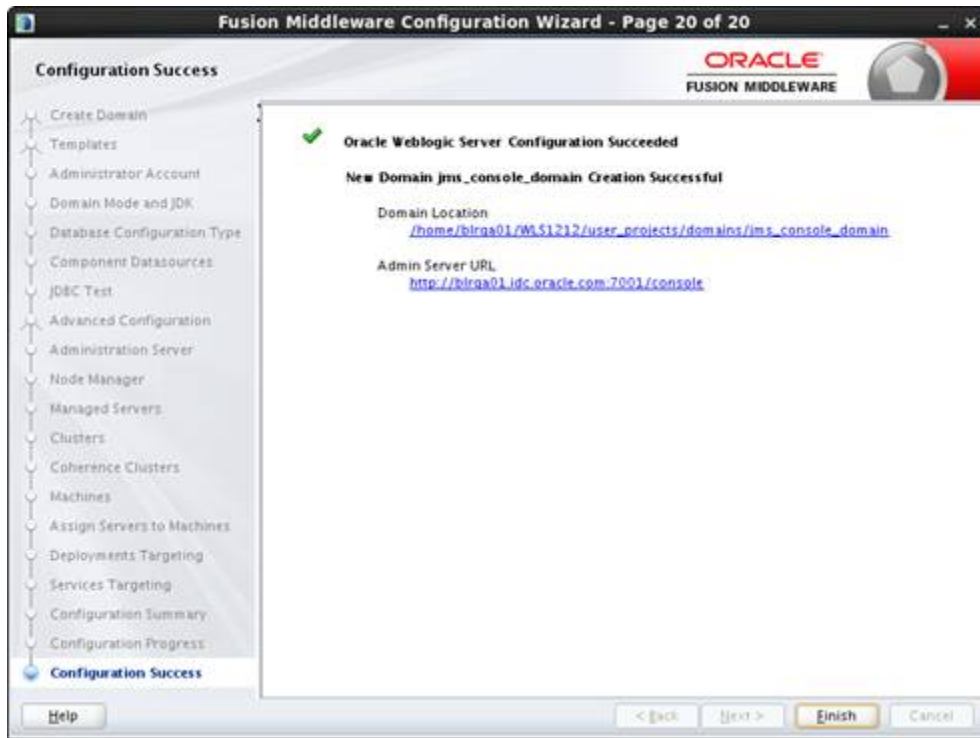 Fusion Middleware Configuration Wizard - Page 20 of 20
Configuration Success
ORACLE
FUSION MIDDLEWARE
Create Domain
Templates
Administrator Account
Domain Mode and JDK
Database Configuration Type
Component Datasources
JDBC Test
Advanced Configuration
Administration Server
Node Manager
Managed Servers
Clusters
Coherence Clusters
Machines
Assign Servers to Machines
Deployments Targeting
Services Targeting
Configuration Summary
Configuration Progress
Configuration Success
Oracle Weblogic Server Configuration Succeeded
New Domain jms_console_domain Creation Successful
Domain Location
/home/blrqa01/WLS1212/user_projects/domains/jms_console_domain
Admin Server URL
http://blrqa01.idc.oracle.com:7001/console
Help
< Back
Next >
Finish
Cancel